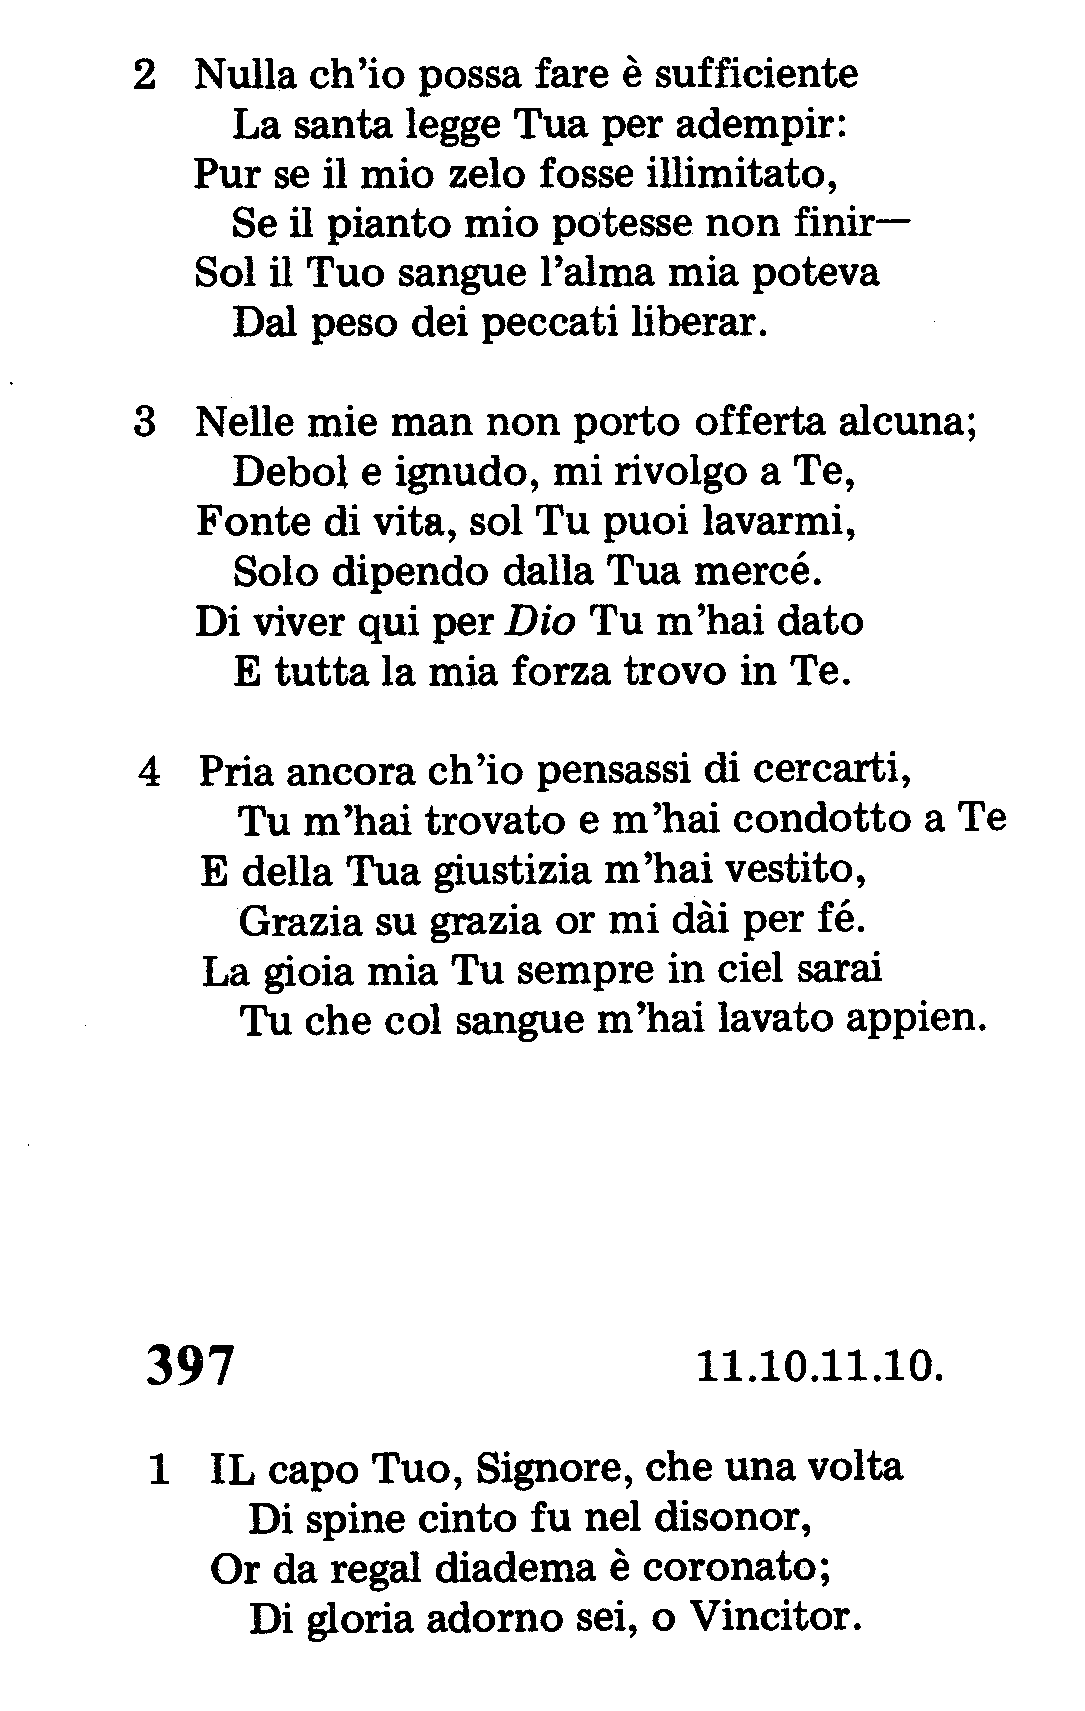 2 Nulla ch'io possa fare è sufficiente
La santa legge Tua per adempir:
Pur se il mio zelo fosse illimitato,
Se il pianto mio potesse non finir—
Sol il Tuo sangue l'alma mia poteva
Dal peso dei peccati liberar.
3 Nelle mie man non porto offerta alcuna;
Debol e ignudo, mi rivolgo a Te,
Fonte di vita, sol Tu puoi lavarmi,
Solo dipendo dalla Tua mercé.
Di viver qui per Dio Tu m'hai dato
E tutta la mia forza trovo in Te.
4 Pria ancora ch'io pensassi di cercarti,
Tu m'hai trovato e m'hai condotto a Te
E della Tua giustizia m'hai vestito,
Grazia su grazia or mi dài per fé.
La gioia mia Tu sempre in ciel sarai
Tu che col sangue m'hai lavato appien.
397 11.10.11.10.
1 IL capo Tuo, Signore, che una volta
Di spine cinto fu nel disonor,
Or da regal diadema è coronato;
Di gloria adorno sei, o Vincitor.